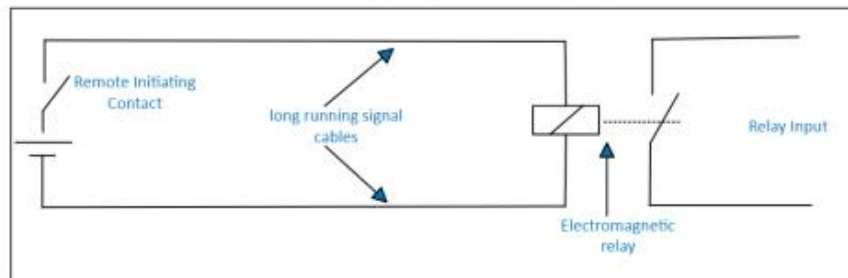 Remote Initiating
Contact
long running signal
cables
Relay Input
Electromagnetic
relay